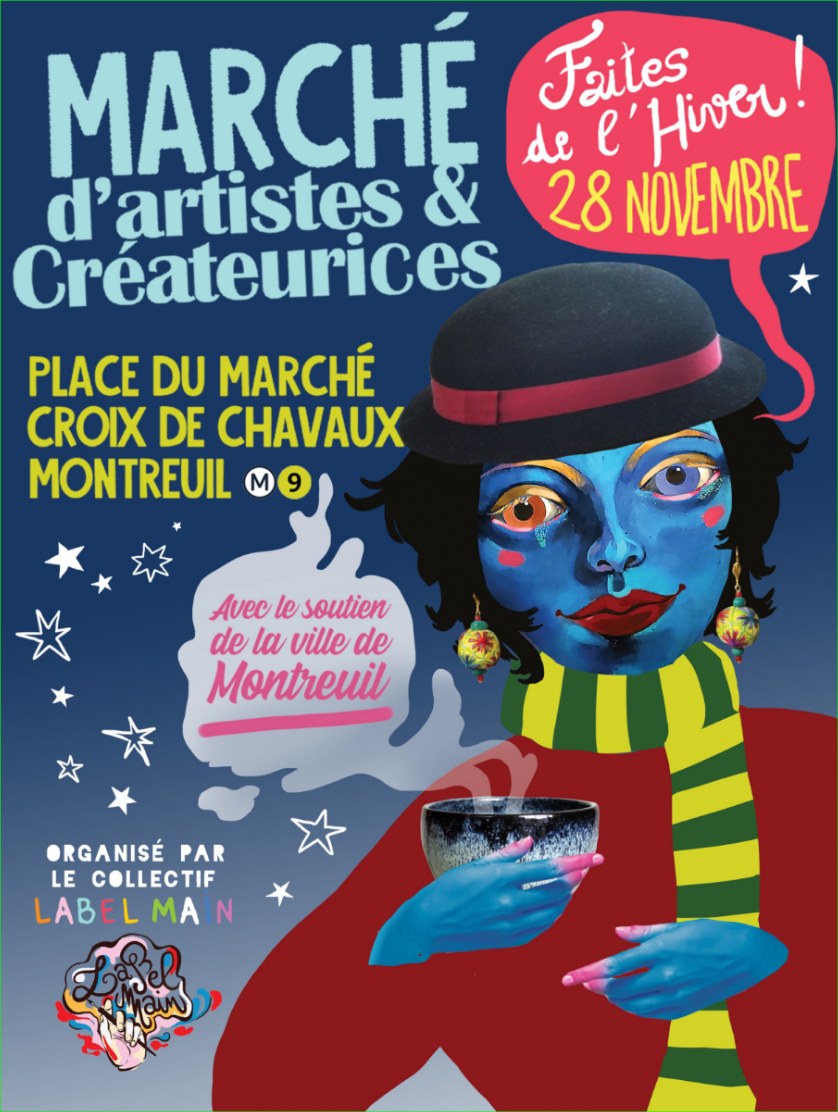 MARCHÉ
d'artistes &
Créateurices
Faites
de l'Hiver!
28 NOVEMBRE
PLACE DU MARCHÉ
CROIX DE CHAVAUX
MONTREUIL M 9
Avec le soutien
de la ville de
Montreuil
ORGANISÉ PAR
LE COLLECTIF
LABEL MAIN
LaBel
Main